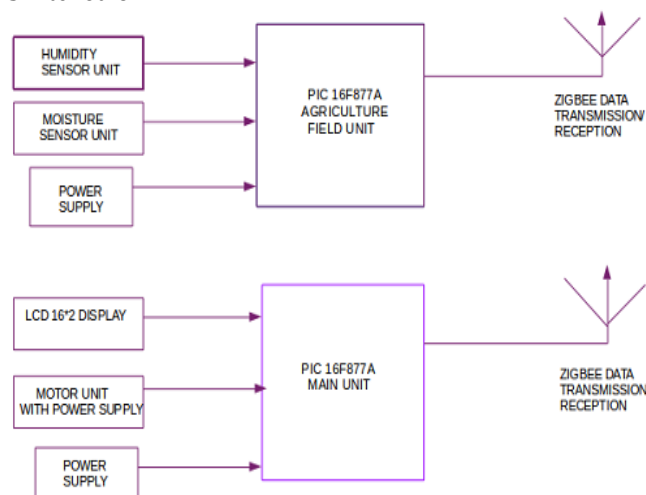 HUMIDITY
SENSOR UNIT
MOISTURE
SENSOR UNIT
POWER
SUPPLY
PIC 16F877A
AGRICULTURE
FIELD UNIT
ZIGBEE DATA
TRANSMISSION/
RECEPTION
LCD 16*2 DISPLAY
MOTOR UNIT
WITH POWER SUPPLY
POWER
SUPPLY
PIC 16F877A
MAIN UNIT
ZIGBEE DATA
TRANSMISSION
RECEPTION